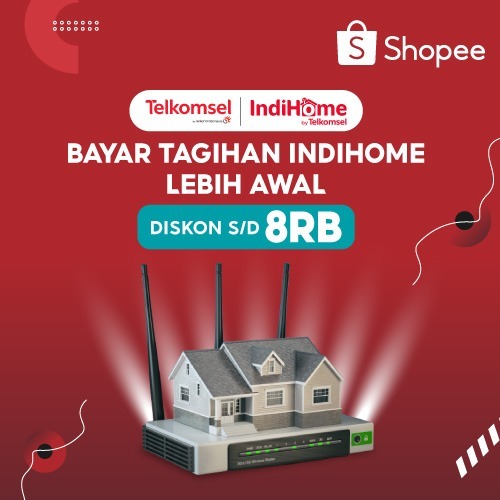 Shopee
Telkomsel
IndiHome
by Telkomsel
BAYAR TAGIHAN INDIHOME
LEBIH AWAL
DISKON S/D 8RB